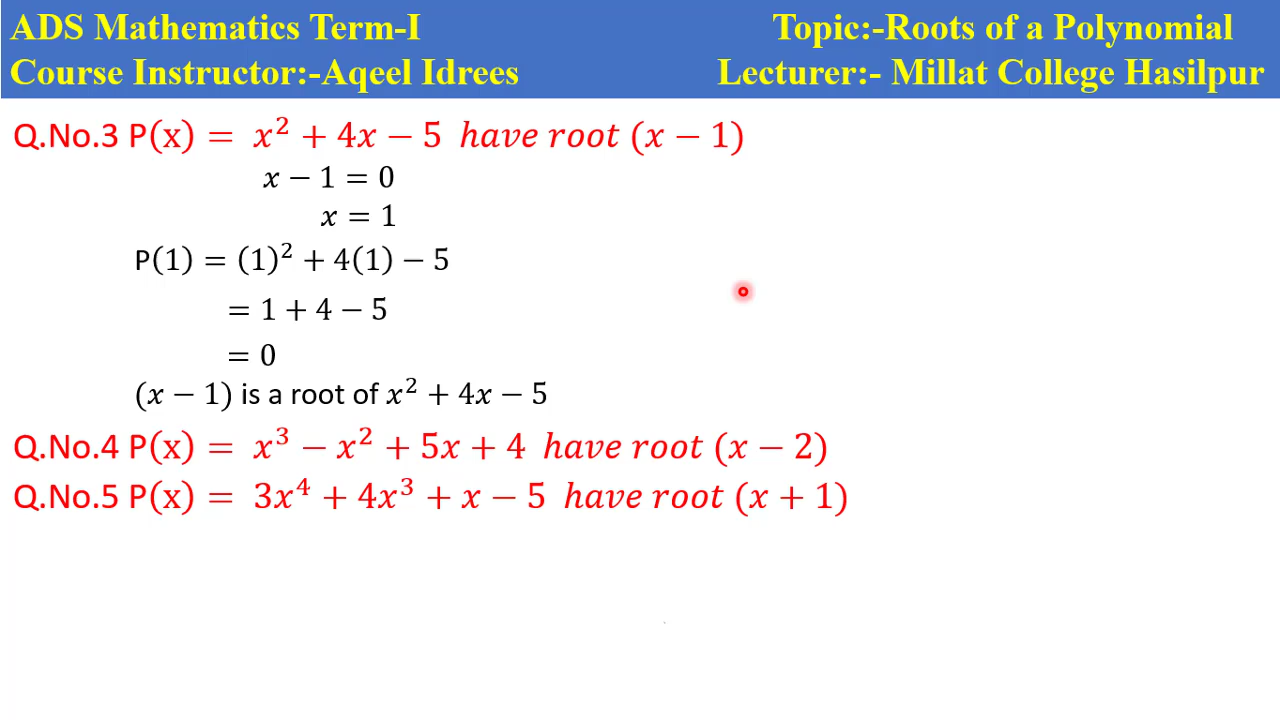 ADS Mathematics Term-I
Topic:-Roots of a Polynomial
Course Instructor:-Aqeel Idrees
Lecturer:- Millat College Hasilpur
Q.No.3 P(x) = x² + 4x − 5 have root (x − 1)
x − 1 = 0
x = 1
P(1) = (1)² + 4(1) − 5
= 1 + 4 − 5
= 0
(x − 1) is a root of x² + 4x − 5
Q.No.4 P(x) = x³ − x² + 5x + 4 have root (x − 2)
Q.No.5 P(x) = 3x⁴ + 4x³ + x − 5 have root (x + 1)